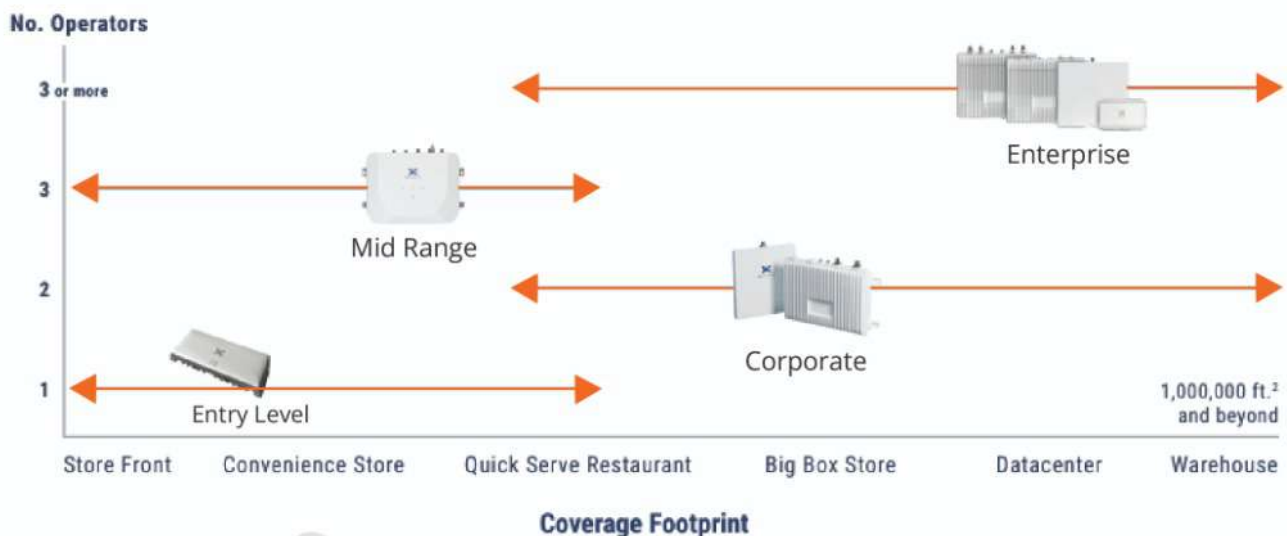 No. Operators
3 or more
Enterprise
3
Mid Range
2
Corporate
1
Entry Level
1,000,000 ft.²
and beyond
Store Front Convenience Store Quick Serve Restaurant Big Box Store Datacenter Warehouse
Coverage Footprint